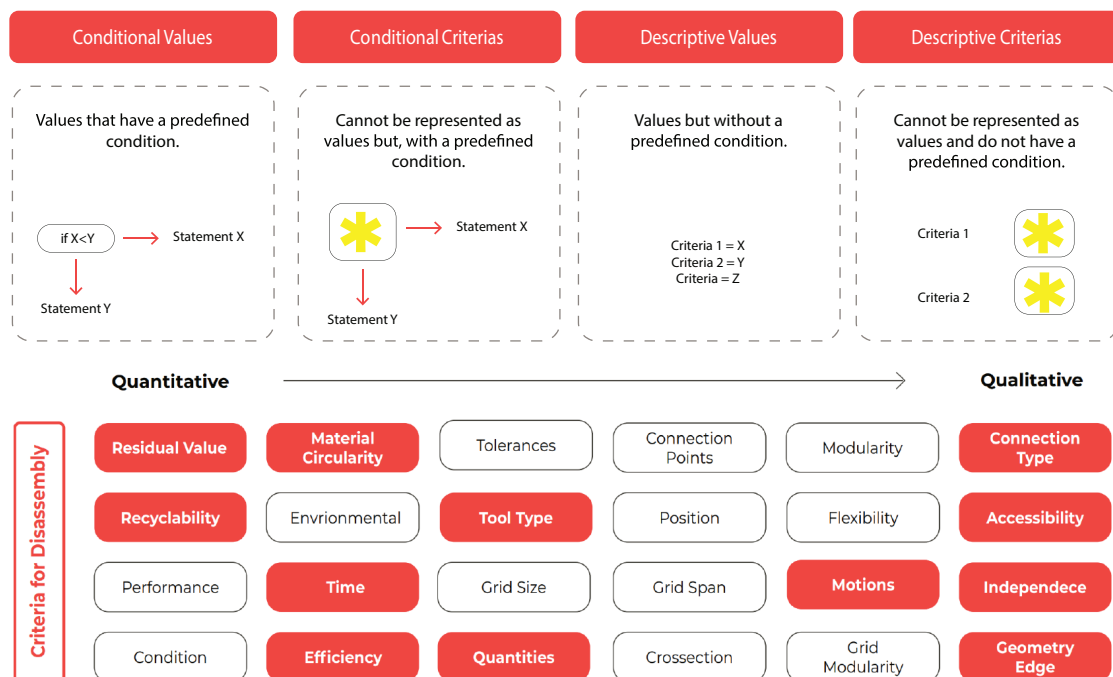 Conditional Values
Conditional Criterias
Descriptive Values
Descriptive Criterias
Values that have a predefined
condition.
if X<Y
Statement X
Statement Y
Cannot be represented as
values but, with a predefined
condition.
Statement X
Statement Y
Values but without a
predefined condition.
Criteria 1 = X
Criteria 2 = Y
Criteria = Z
Cannot be represented as
values and do not have a
predefined condition.
Criteria 1
Criteria 2
Quantitative
Qualitative
Criteria for Disassembly
Residual Value
Material
Circularity
Tolerances
Connection
Points
Modularity
Connection
Type
Recyclability
Envrionmental
Tool Type
Position
Flexibility
Accessibility
Performance
Time
Grid Size
Grid Span
Motions
Independece
Condition
Efficiency
Quantities
Crossection
Grid
Modularity
Geometry
Edge